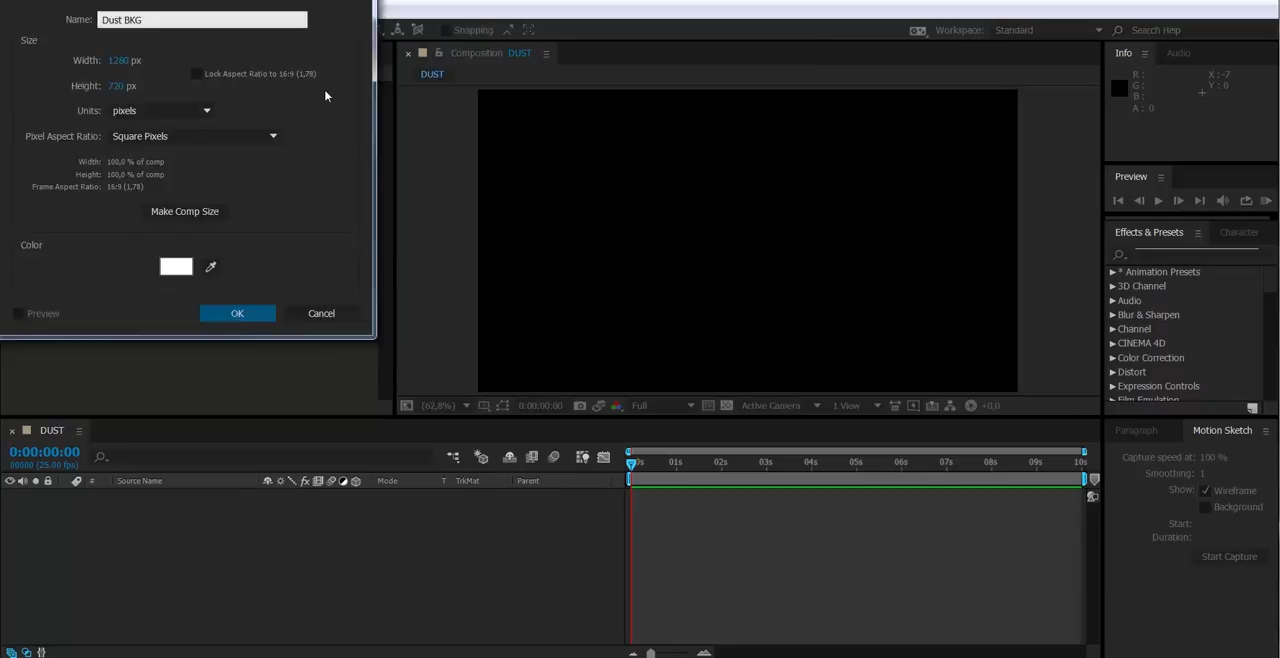 Name: Dust BKG
Size
Width: 1280 px
Lock Aspect Ratio to 16:9 (1,78)
Height: 720 px
Units: pixels
Pixel Aspect Ratio: Square Pixels
Width: 100,0 % of comp
Height: 100,0 % of comp
Frame Aspect Ratio: 16:9 (1,78)
Make Comp Size
Color
Preview
OK
Cancel
Snapping
Workspace: Standard
Search Help
Composition DUST
DUST
Info
Audio
R :
G :
B :
A : 0
X : -7
Y : 0
Preview
Effects & Presets
Character
* Animation Presets
3D Channel
Audio
Blur & Sharpen
Channel
CINEMA 4D
Color Correction
Distort
Expression Controls
Film Emulation
(62,8%)
0:00:00:00
Full
Active Camera
1 View
+0,0
DUST
0:00:00:00
00000 (25.00 fps)
# Source Name
fx
Mode
T TrkMat
Parent
0s 01s 02s 03s 04s 05s 06s 07s 08s 09s 10s
Paragraph
Motion Sketch
Capture speed at: 100 %
Smoothing: 1
Show: Wireframe
Background
Start:
Duration:
Start Capture